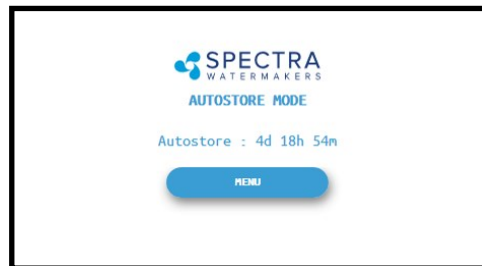 SPECTRA
WATERMAKERS
AUTOSTORE MODE
Autostore : 4d 18h 54m
MENU